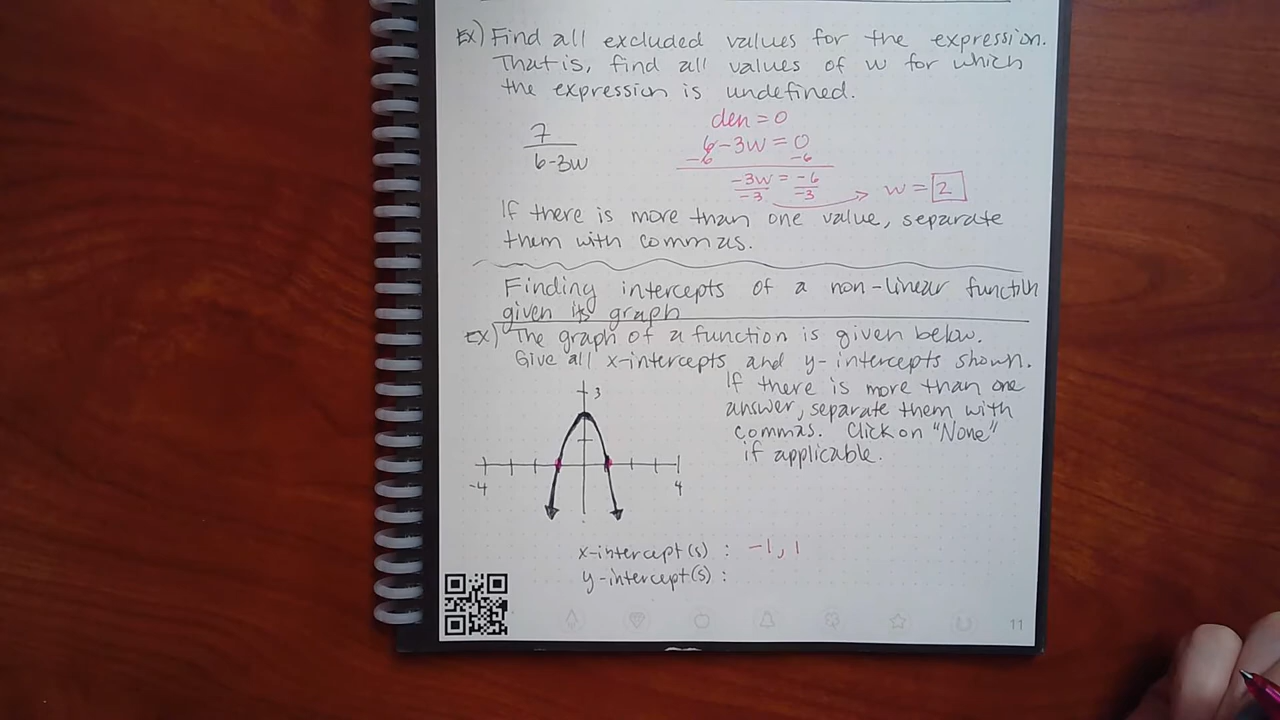 Ex) Find all excluded values for the expression.
That is, find all values of w for which
the expression is undefined.
den = 0
7
6-3w
6-3w = 0
-6 -6
-3w = -6
-3 -3
w = 2
If there is more than one value, separate
them with commas.
Finding intercepts of a non-linear function
given its graph
Ex) The graph of a function is given below.
Give all x-intercepts and y-intercepts shown.
If there is more than one
answer, separate them with
commas. Click on "None"
if applicable.
3
-4 4
x-intercept(s) : -1, 1
y-intercept(s) :
11